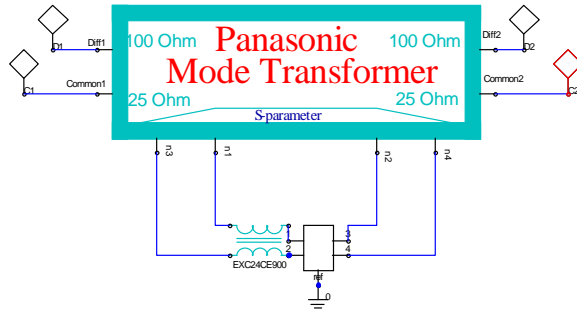 Diff1
Panasonic
Diff2
D1
100 Ohm
100 Ohm
D2
Mode Transformer
Common1
Common2
C1
25 Ohm
25 Ohm
C2
S-parameter
n3
n1
n2
n4
1
3
2
4
EXC24CE900
ref
0